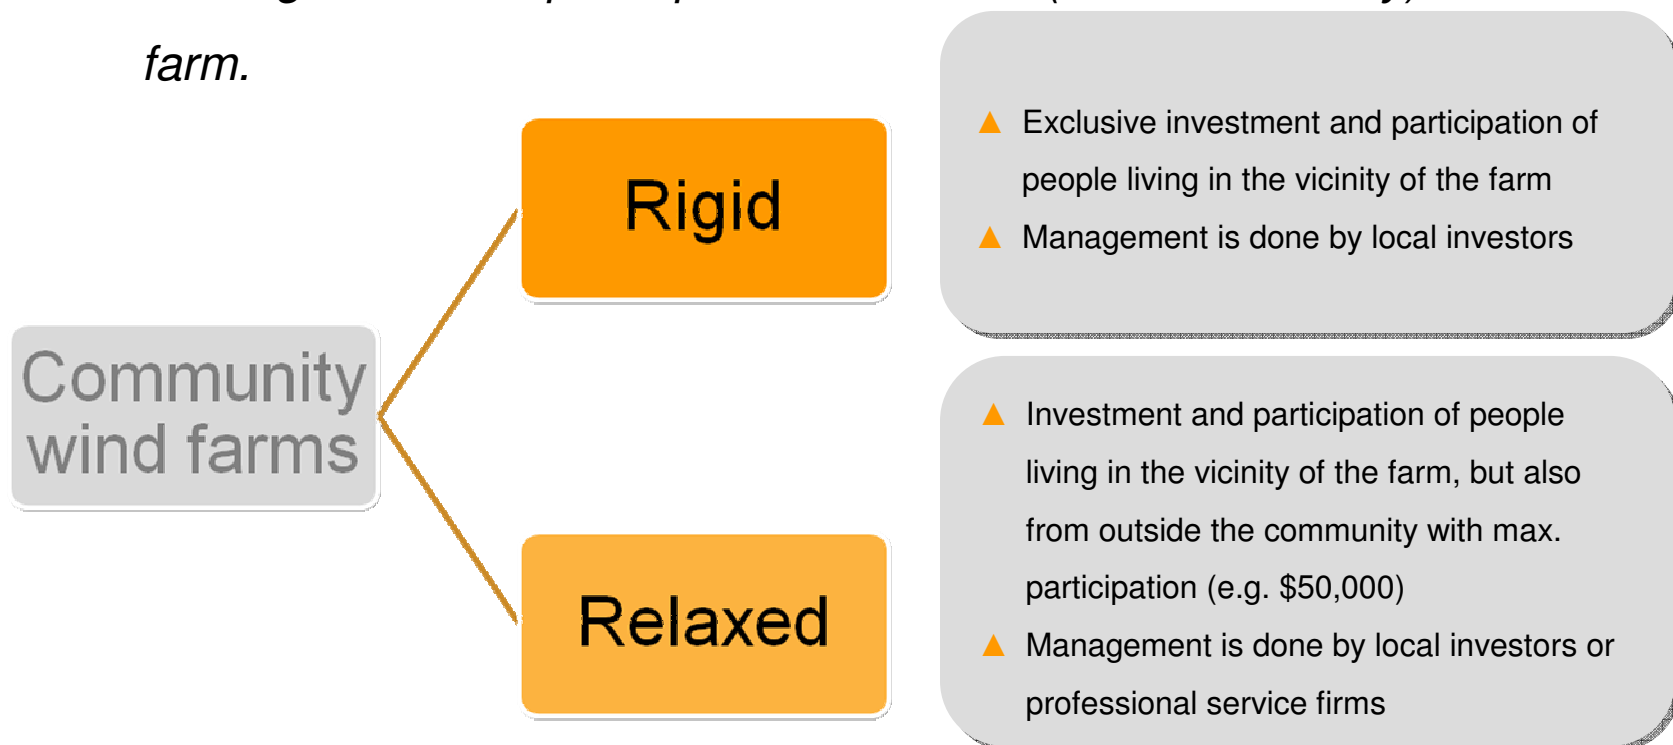 farm.
Rigid
▲ Exclusive investment and participation of
people living in the vicinity of the farm
▲ Management is done by local investors
Community
wind farms
Relaxed
▲ Investment and participation of people
living in the vicinity of the farm, but also
from outside the community with max.
participation (e.g. $50,000)
▲ Management is done by local investors or
professional service firms